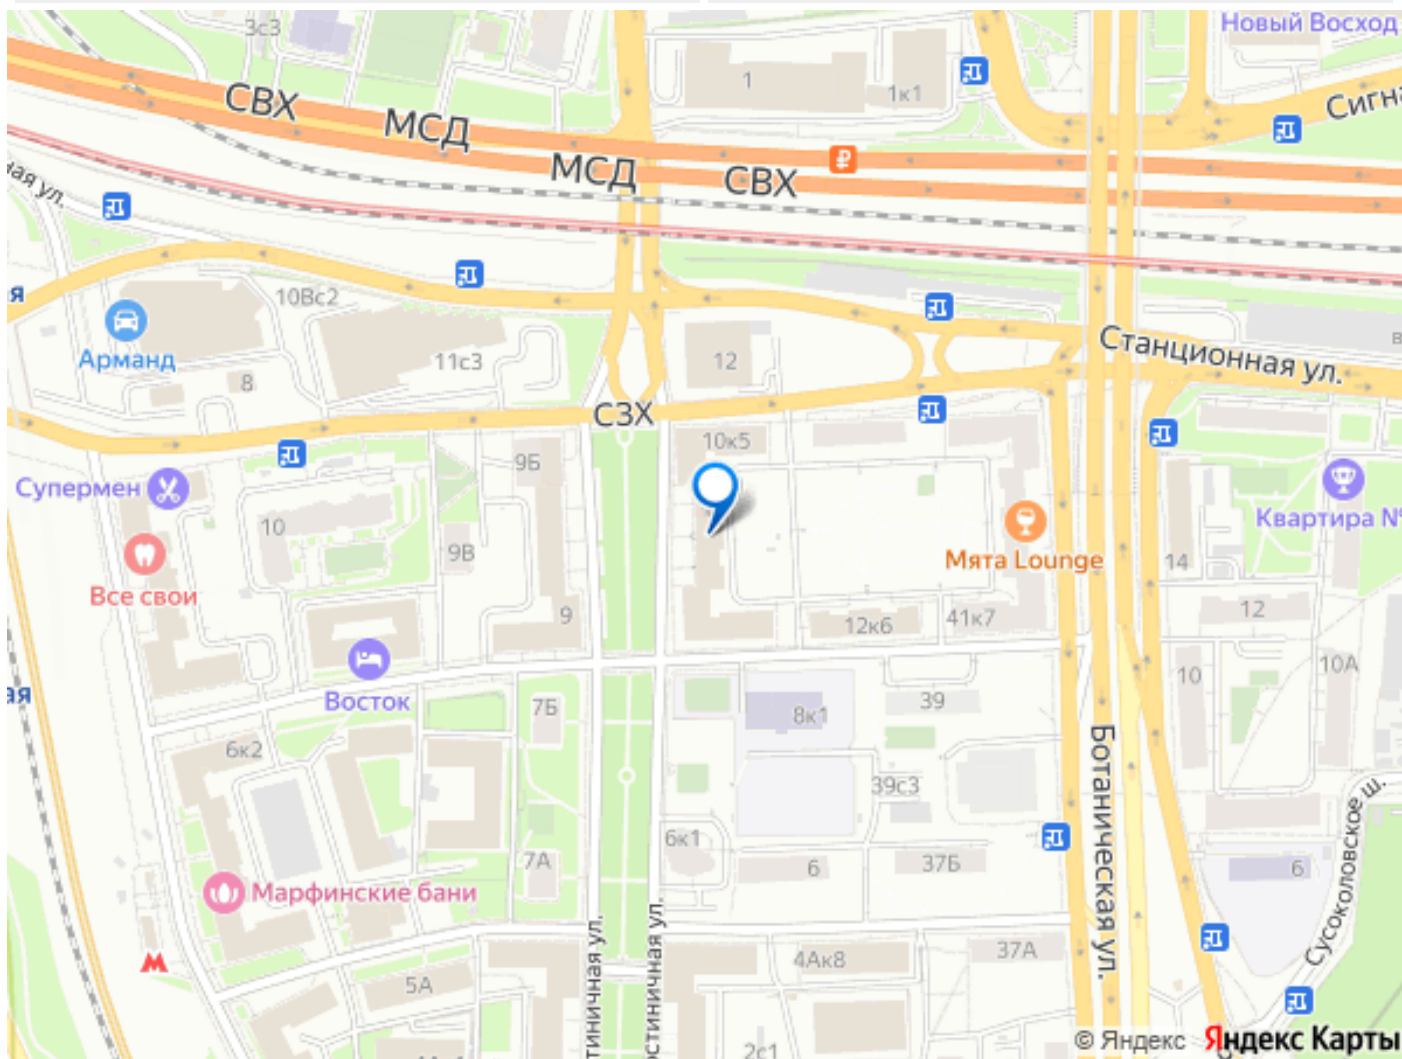 3с3
Новый Восход
1
1к1
СВХ
МСД
МСД
СВХ
ная ул.
₽
я
10Вс2
Арманд
11с3
8
12
Станционная ул.
в
СЗХ
10к5
9Б
Супермен
10
9В
Все свои
Квартира №
Мята Lounge
14
9
12к6
41к7
12
10А
10
ая
Восток
7Б
8к1
39
6к2
39с3
Ботаническая ул.
Сусоколовское ш.
6к1
7А
6
37Б
6
Марфинские бани
М
5А
тиничная ул.
остиничная ул.
4Ак8
37А
2с1
© Яндекс
Яндекс Карты